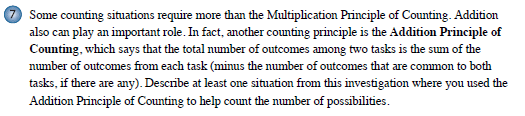 7 Some counting situations require more than the Multiplication Principle of Counting. Addition
also can play an important role. In fact, another counting principle is the Addition Principle of
Counting, which says that the total number of outcomes among two tasks is the sum of the
number of outcomes from each task (minus the number of outcomes that are common to both
tasks, if there are any). Describe at least one situation from this investigation where you used the
Addition Principle of Counting to help count the number of possibilities.